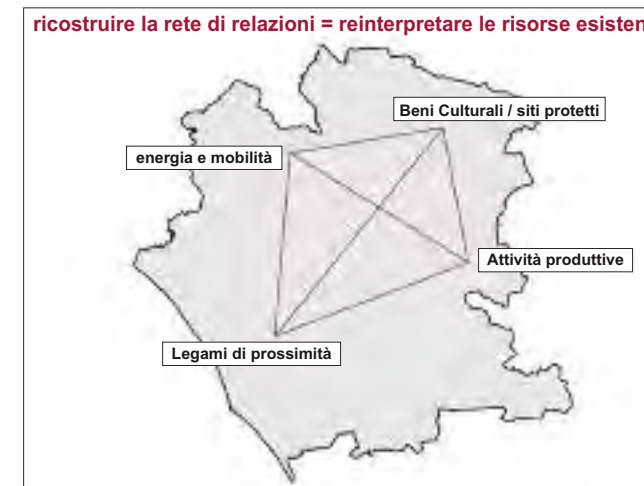 ricostruire la rete di relazioni = reinterpretare le risorse
Beni Culturali / siti protetti
energia e mobilità
Attività produttive
Legami di prossimità